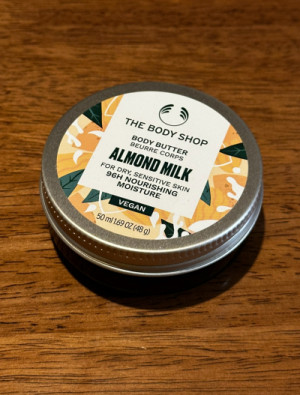 THE BODY SHOP
BODY BUTTER
BEURRE CORPS
ALMOND MILK
FOR DRY, SENSITIVE SKIN
96H NOURISHING
MOISTURE
VEGAN
50 ml 1.69 OZ (48 g)